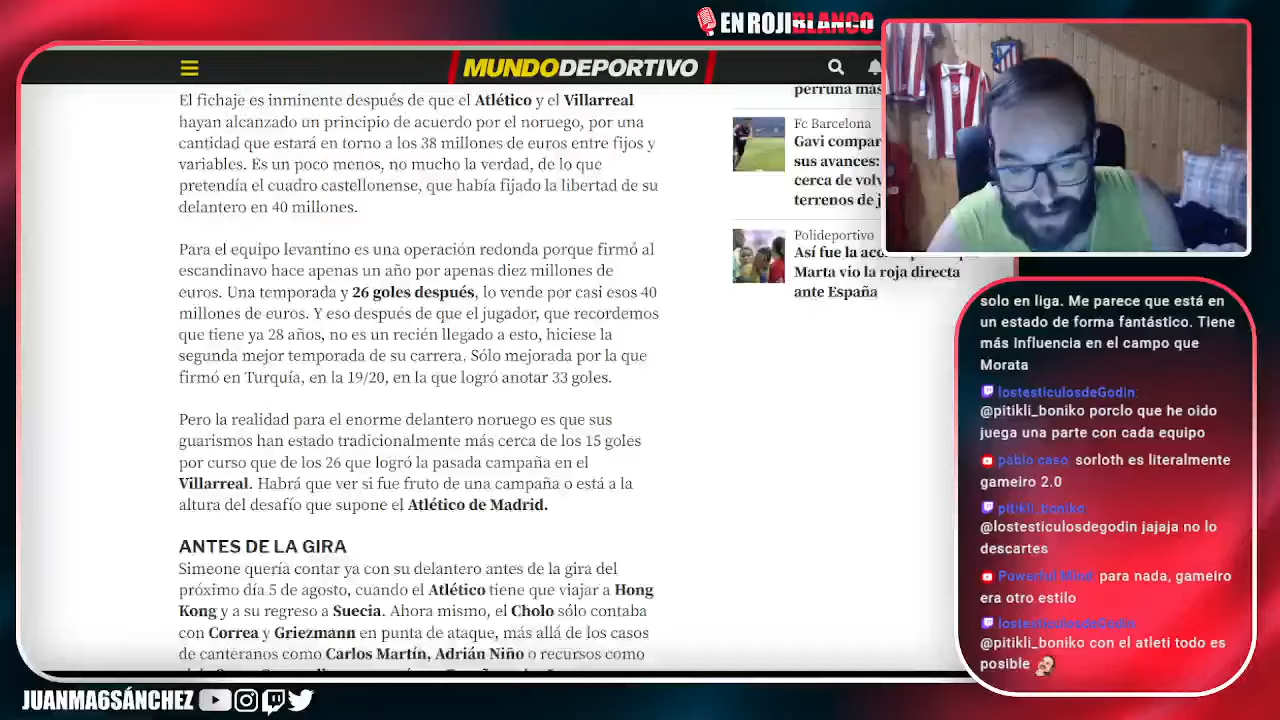 EN ROJIBLANCO
MUNDODEPORTIVO
El fichaje es inminente después de que el Atlético y el Villarreal
hayan alcanzado un principio de acuerdo por el noruego, por una
cantidad que estará en torno a los 38 millones de euros entre fijos y
variables. Es un poco menos, no mucho la verdad, de lo que
pretendía el cuadro castellonense, que había fijado la libertad de su
delantero en 40 millones.
Para el equipo levantino es una operación redonda porque firmó al
escandinavo hace apenas un año por apenas diez millones de
euros. Una temporada y 26 goles después, lo vende por casi esos 40
millones de euros. Y eso después de que el jugador, que recordemos
que tiene ya 28 años, no es un recién llegado a esto, hiciese la
segunda mejor temporada de su carrera. Sólo mejorada por la que
firmó en Turquía, en la 19/20, en la que logró anotar 33 goles.
Pero la realidad para el enorme delantero noruego es que sus
guarismos han estado tradicionalmente más cerca de los 15 goles
por curso que de los 26 que logró la pasada campaña en el
Villarreal. Habrá que ver si fue fruto de una campaña o está a la
altura del desafío que supone el Atlético de Madrid.
ANTES DE LA GIRA
Simeone quería contar ya con su delantero antes de la gira del
próximo día 5 de agosto, cuando el Atlético tiene que viajar a Hong
Kong y a su regreso a Suecia. Ahora mismo, el Cholo sólo contaba
con Correa y Griezmann en punta de ataque, más allá de los casos
de canteranos como Carlos Martín, Adrián Niño o recursos como
perruna más
Fc Barcelona
Gavi compar
sus avances:
cerca de volv
terrenos de j
Polideportivo
Así fue la
Marta vio la roja directa
ante España
solo en liga. Me parece que está en
un estado de forma fantástico. Tiene
más Influencia en el campo que
Morata
lostesticulosdeGodin:
@pitikli_boniko porclo que he oido
juega una parte con cada equipo
pablo caso: sorloth es literalmente
gameiro 2.0
pitikli_boniko:
@lostesticulosdegodin jajaja no lo
descartes
Powerful Mind: para nada, gameiro
era otro estilo
lostesticulosdeGodin:
@pitikli_boniko con el atleti todo es
posible
JUANMA6SÁNCHEZ